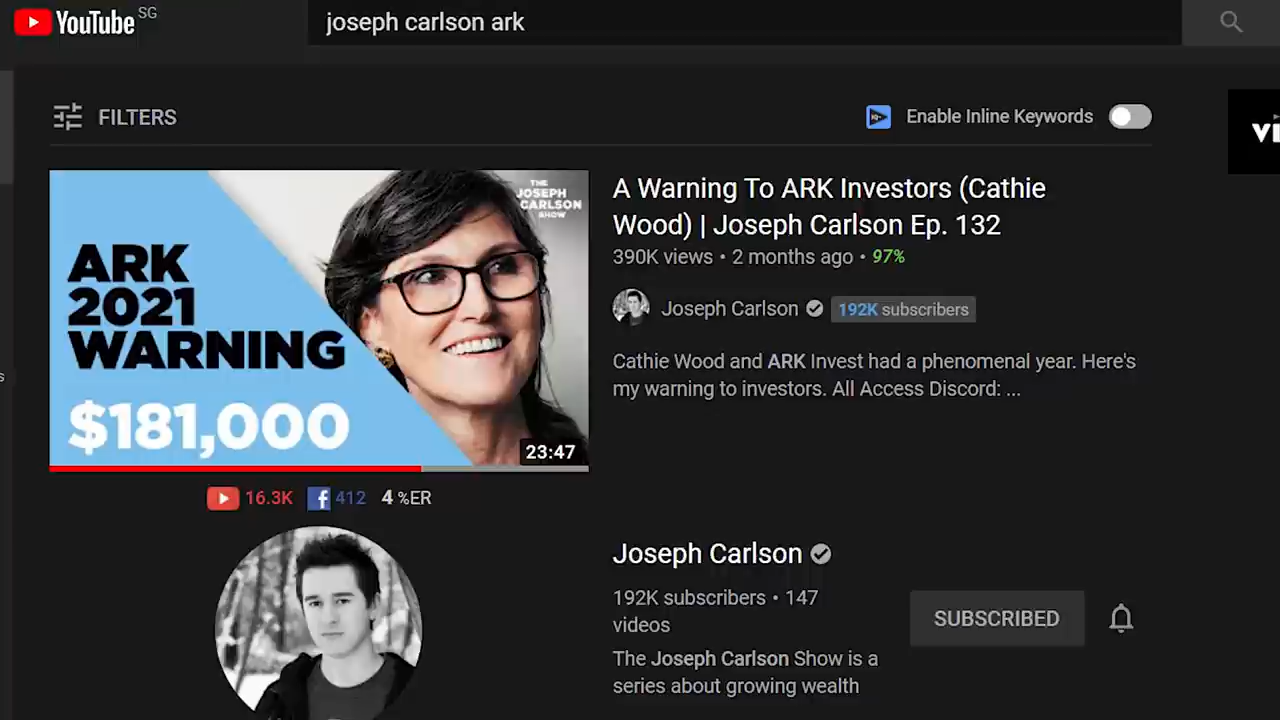 YouTube SG
joseph carlson ark
FILTERS
Enable Inline Keywords
THE
JOSEPH
CARLSON
SHOW
ARK
2021
WARNING
$181,000
23:47
A Warning To ARK Investors (Cathie
Wood) | Joseph Carlson Ep. 132
390K views • 2 months ago • 97%
Joseph Carlson
192K subscribers
Cathie Wood and ARK Invest had a phenomenal year. Here's
my warning to investors. All Access Discord: ...
16.3K 412 4 %ER
Joseph Carlson
192K subscribers • 147
videos
SUBSCRIBED
The Joseph Carlson Show is a
series about growing wealth